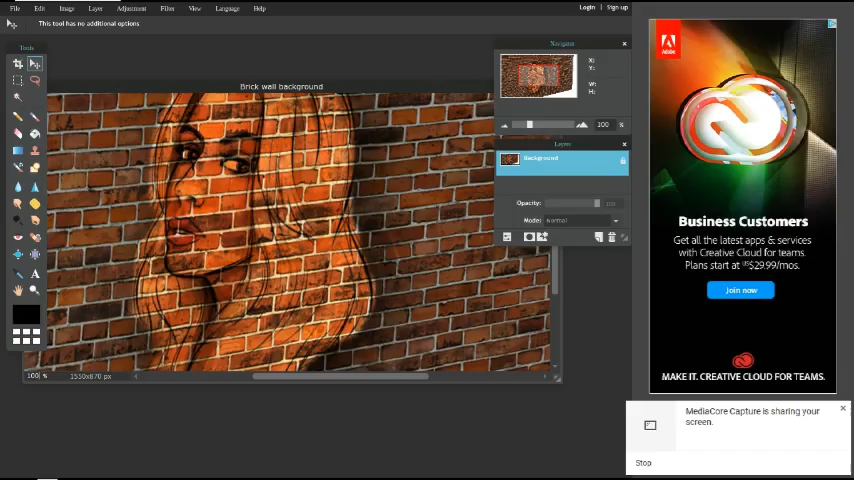 File Edit Image Layer Adjustment Filter View Language Help
Login | Sign up
This tool has no additional options
Tools
Brick wall background
100 % 1550x870 px
Navigator
X:
Y:
W:
H:
100 %
Layers
Background
Opacity: 100
Mode: Normal
Adobe
Business Customers
Get all the latest apps & services
with Creative Cloud for teams.
Plans start at US$29.99/mo.
Join now
MAKE IT. CREATIVE CLOUD FOR TEAMS.
MediaCore Capture is sharing your
screen.
Stop